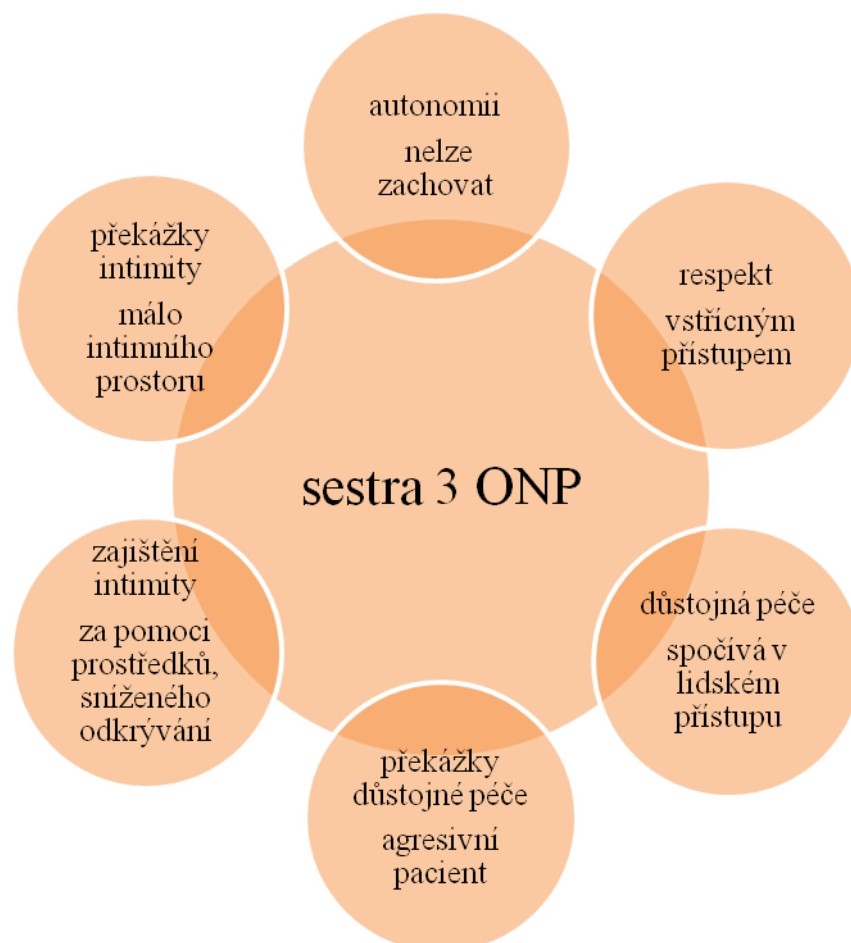 autonomii
nelze
zachovat
překážky
intimity
málo
intimního
prostoru
respekt
vstřícným
přístupem
sestra 3 ONP
zajištění
intimity
za pomoci
prostředků,
sníženého
odkrývání
důstojná péče
spočívá v
lidském
přístupu
překážky
důstojné péče
agresivní
pacient